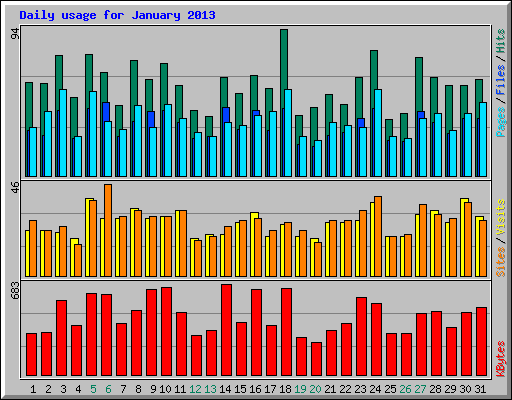 Daily usage for January 2013
94
Pages / Files / Hits
46
Sites / Visits
683
KBytes
1 2 3 4 5 6 7 8 9 10 11 12 13 14 15 16 17 18 19 20 21 22 23 24 25 26 27 28 29 30 31